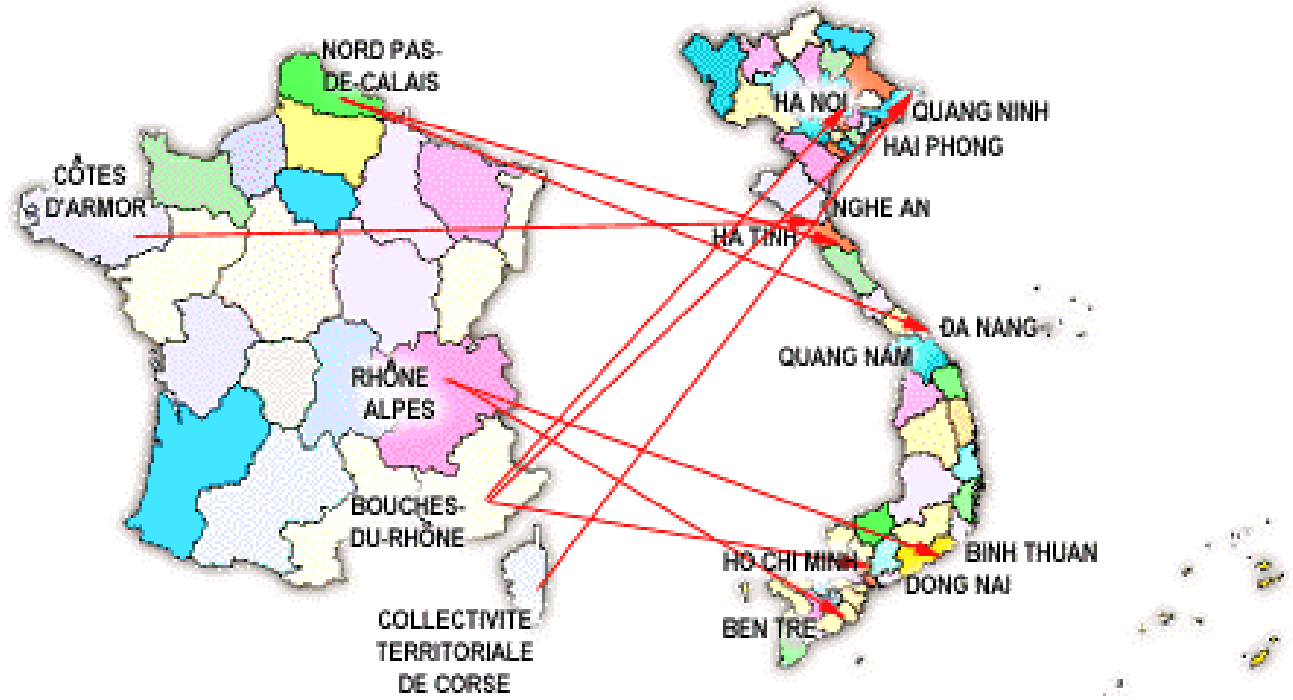 NORD PAS-
DE-CALAIS
CÔTES
D'ARMOR
RHÔNE
ALPES
BOUCHES-
DU-RHÔNE
COLLECTIVITE
TERRITORIALE
DE CORSE
HA NOI
QUANG NINH
HAI PHONG
NGHE AN
HA TINH
ĐA NANG
QUANG NAM
BINH THUAN
HO CHI MINH
DONG NAI
BEN TRE